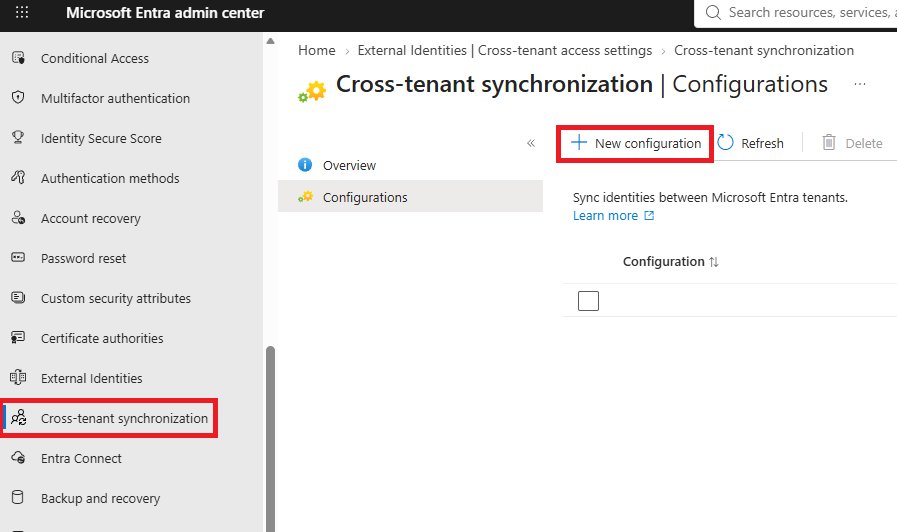 Microsoft Entra admin center
Search resources, services,
Conditional Access
Multifactor authentication
Identity Secure Score
Authentication methods
Account recovery
Password reset
Custom security attributes
Certificate authorities
External Identities
Cross-tenant synchronization
Entra Connect
Backup and recovery
Home > External Identities | Cross-tenant access settings > Cross-tenant synchronization
Cross-tenant synchronization | Configurations ...
«
Overview
Configurations
+ New configuration Refresh | Delete
Sync identities between Microsoft Entra tenants.
Learn more
Configuration ↑↓